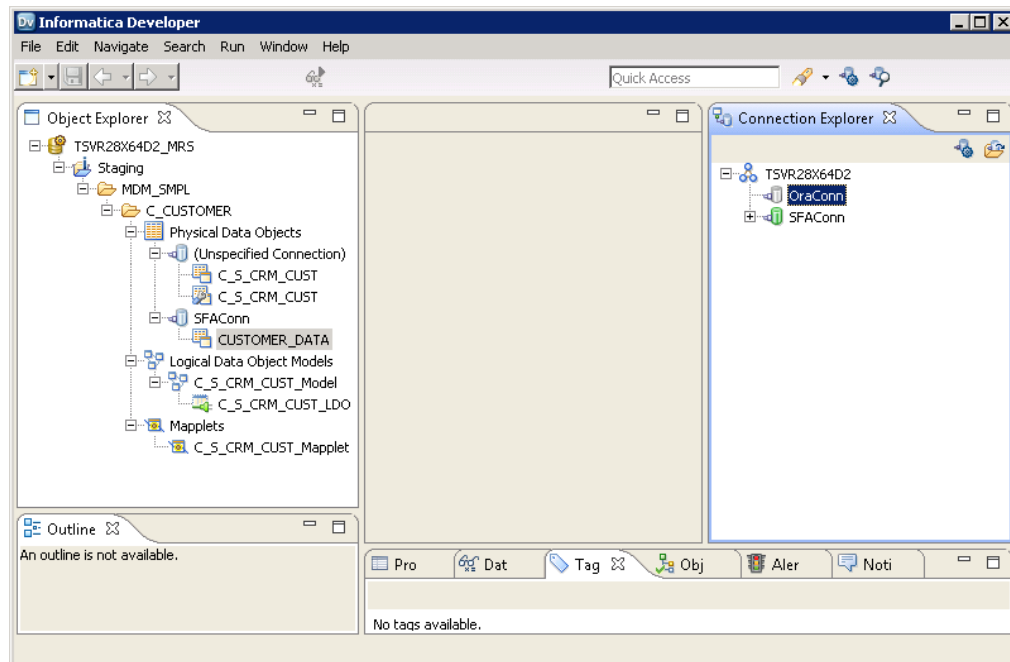 Dv Informatica Developer
File Edit Navigate Search Run Window Help
Quick Access
Object Explorer
TSVR28X64D2_MRS
Staging
MDM_SMPL
C_CUSTOMER
Physical Data Objects
(Unspecified Connection)
C_S_CRM_CUST
C_S_CRM_CUST
SFAConn
CUSTOMER_DATA
Logical Data Object Models
C_S_CRM_CUST_Model
C_S_CRM_CUST_LDO
Mapplets
C_S_CRM_CUST_Mapplet
Connection Explorer
TSVR28X64D2
OraConn
SFAConn
Outline
An outline is not available.
Pro Dat Tag Obj Aler Noti
No tags available.